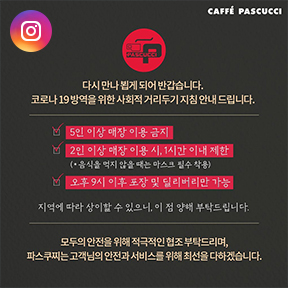 CAFFÉ PASCUCCI
PASCUCCI
다시 만나 뵙게 되어 반갑습니다.
코로나 19 방역을 위한 사회적 거리두기 지침 안내 드립니다.
5인 이상 매장 이용 금지
2인 이상 매장 이용 시, 1시간 이내 제한
(*음식을 먹지 않을 때는 마스크 필수 착용)
오후 9시 이후 포장 및 딜리버리만 가능
지역에 따라 상이할 수 있으니, 이 점 양해 부탁드립니다.
모두의 안전을 위해 적극적인 협조 부탁드리며,
파스쿠찌는 고객님의 안전과 서비스를 위해 최선을 다하겠습니다.